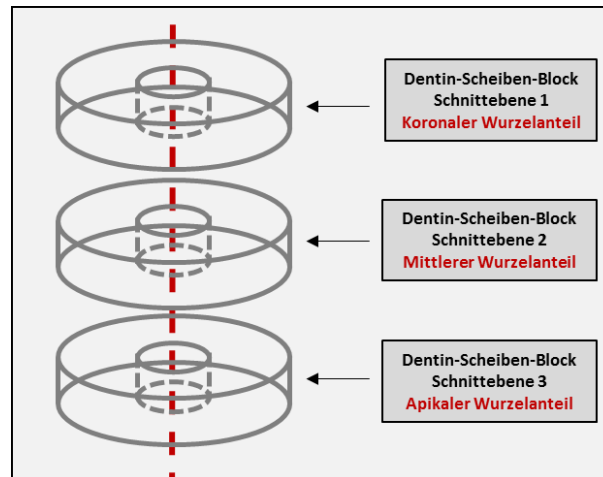 Dentin-Scheiben-Block
Schnittebene 1
Koronaler Wurzelanteil
Dentin-Scheiben-Block
Schnittebene 2
Mittlerer Wurzelanteil
Dentin-Scheiben-Block
Schnittebene 3
Apikaler Wurzelanteil